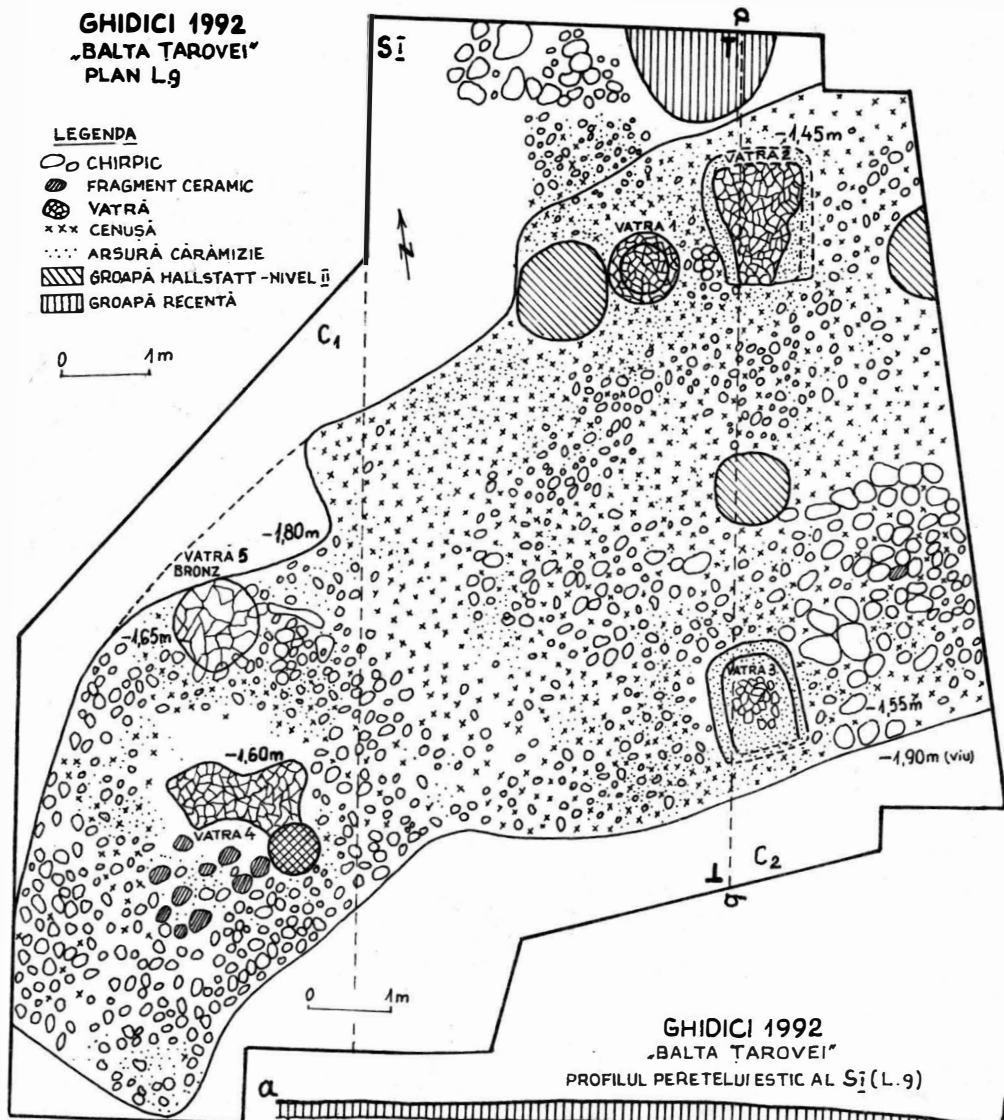 GHIDICI 1992
„BALTA ȚAROVEI"
PLAN L.9
LEGENDA
CHIRPIC
FRAGMENT CERAMIC
VATRĂ
××× CENUȘĂ
ARSURĂ CĂRĂMIZIE
GROAPĂ HALLSTATT - NIVEL II
GROAPĂ RECENTĂ
0 1m
SI
a
N
-1,45m
VATRA 2
VATRA 1
C1
-1,80m
VATRĂ 5
BRONZ
-1,65m
VATRA 3
-1,55m
-1,90m (viu)
-1,60m
VATRA 4
C2
0 1m
GHIDICI 1992
„BALTA ȚAROVEI"
PROFILUL PERETELUI ESTIC AL SI (L.9)
a